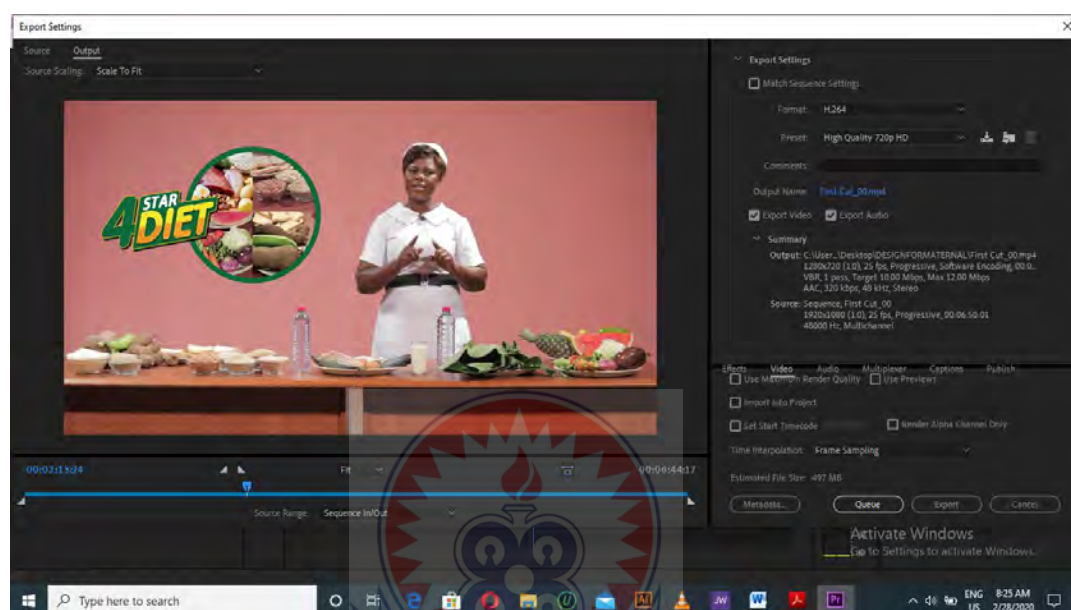 Export Settings
Source Output
Source Scaling: Scale To Fit
4 STAR
DIET
00:02:13:24
Fit
00:06:44:17
Source Range: Sequence In/Out
Export Settings
Match Sequence Settings
Format: H.264
Preset: High Quality 720p HD
Comments:
Output Name: First Cut_00.mp4
Export Video Export Audio
Summary
Output: C:\User...\Desktop\DESIGNFORMATERNAL\First Cut_00.mp4
1280x720 (1.0), 25 fps, Progressive, Software Encoding, 00:0...
VBR, 1 pass, Target 10.00 Mbps, Max 12.00 Mbps
AAC, 320 kbps, 48 kHz, Stereo
Source: Sequence, First Cut_00
1920x1080 (1.0), 25 fps, Progressive, 00:06:50:01
48000 Hz, Multichannel
Effects Video Audio Multiplexer Captions Publish
Use Maximum Render Quality Use Previews
Import Into Project
Set Start Timecode Render Alpha Channel Only
Time Interpolation: Frame Sampling
Estimated File Size: 497 MB
Metadata... Queue Export Cancel
Activate Windows
Go to Settings to activate Windows.
Type here to search
Ai JW W Pr
ENG 8:25 AM
US 2/28/2020